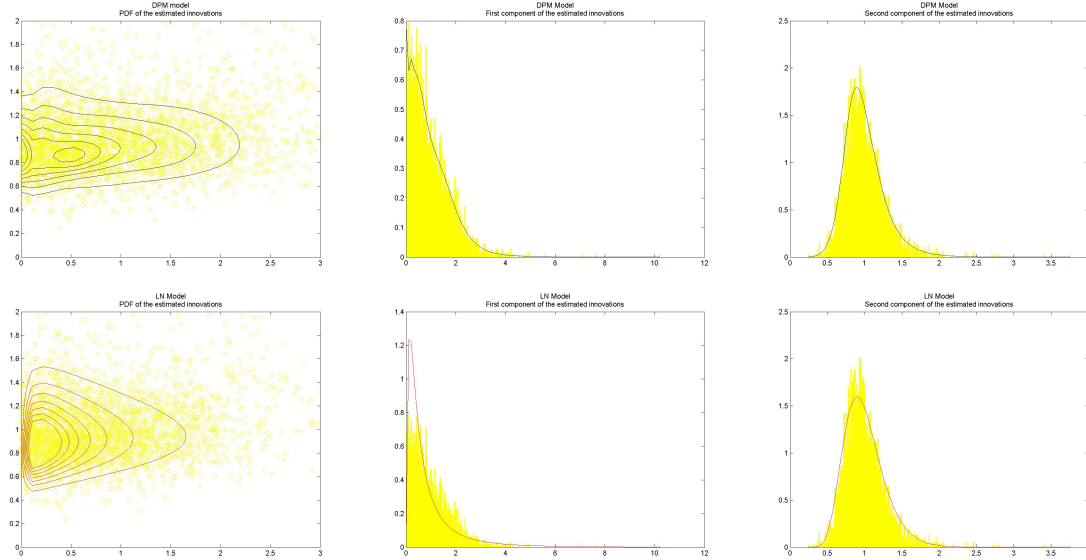 DPM model
PDF of the estimated innovations
2
1.8
1.6
1.4
1.2
1
0.8
0.6
0.4
0.2
0
0 0.5 1 1.5 2 2.5 3
DPM Model
First component of the estimated innovations
0.8
0.7
0.6
0.5
0.4
0.3
0.2
0.1
0
0 2 4 6 8 10 12
DPM Model
Second component of the estimated innovations
2.5
2
1.5
1
0.5
0
0 0.5 1 1.5 2 2.5 3 3.5 4
LN Model
PDF of the estimated innovations
2
1.8
1.6
1.4
1.2
1
0.8
0.6
0.4
0.2
0
0 0.5 1 1.5 2 2.5 3
LN Model
First component of the estimated innovations
1.4
1.2
1
0.8
0.6
0.4
0.2
0
0 2 4 6 8 10 12
LN Model
Second component of the estimated innovations
2.5
2
1.5
1
0.5
0
0 0.5 1 1.5 2 2.5 3 3.5 4